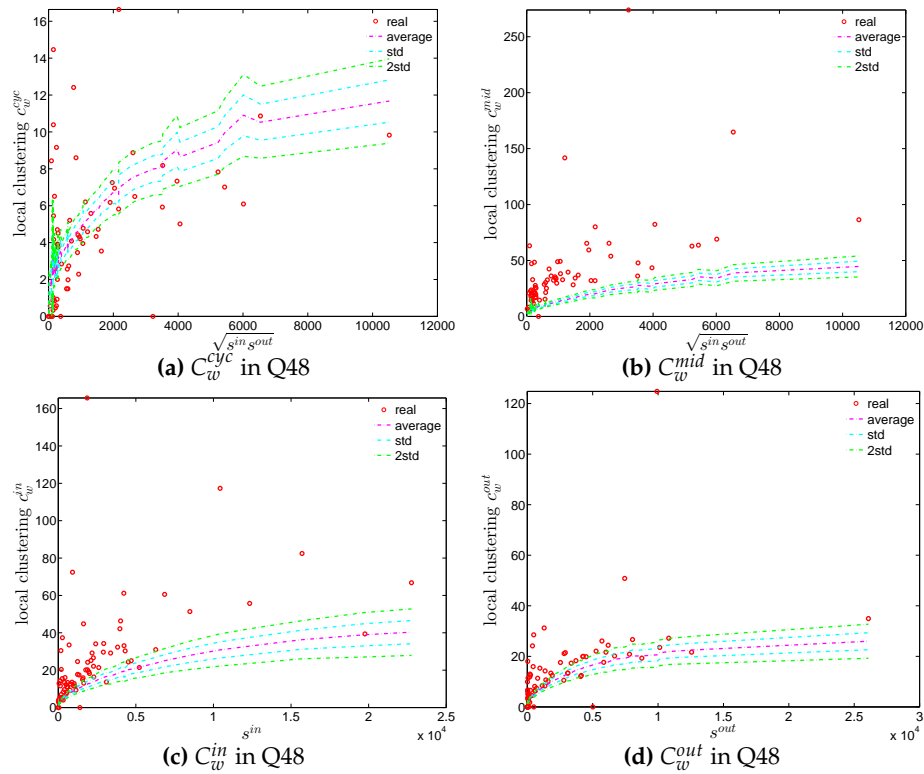 real
average
std
2std
16
14
12
10
8
6
4
2
0
local clustering c_w^{cyc}
0 2000 4000 6000 8000 10000 12000
√s^{in}s^{out}
(a) C_w^{cyc} in Q48
real
average
std
2std
250
200
150
100
50
0
local clustering c_w^{mid}
0 2000 4000 6000 8000 10000 12000
√s^{in}s^{out}
(b) C_w^{mid} in Q48
real
average
std
2std
160
140
120
100
80
60
40
20
0
local clustering c_w^{in}
0 0.5 1 1.5 2 2.5
x 10^4
s^{in}
(c) C_w^{in} in Q48
real
average
std
2std
120
100
80
60
40
20
0
local clustering c_w^{out}
0 0.5 1 1.5 2 2.5 3
x 10^4
s^{out}
(d) C_w^{out} in Q48